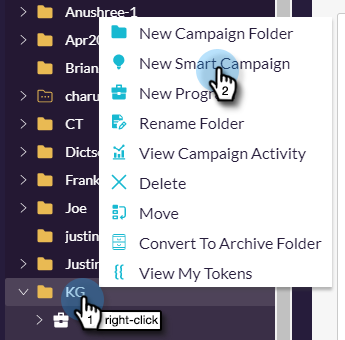 Anushree-1
Apr20
Brian
charu
CT
Dicts
Frank
Joe
justin
Justin
KG
New Campaign Folder
New Smart Campaign
New Progr
Rename Folder
View Campaign Activity
Delete
Move
Convert To Archive Folder
View My Tokens
2
1 right-click